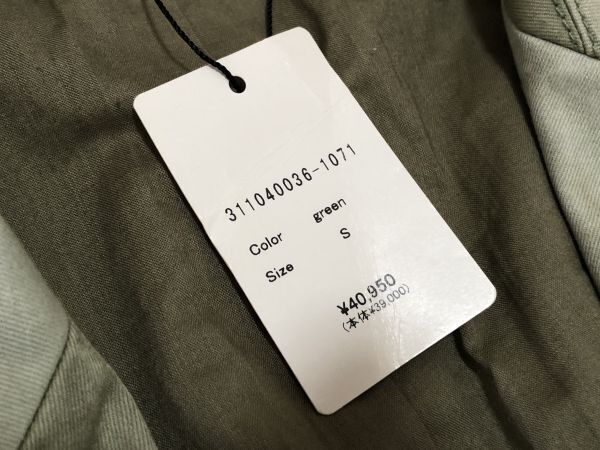 311040036-1071
Color green
Size S
¥40,950
(本体¥39,000)